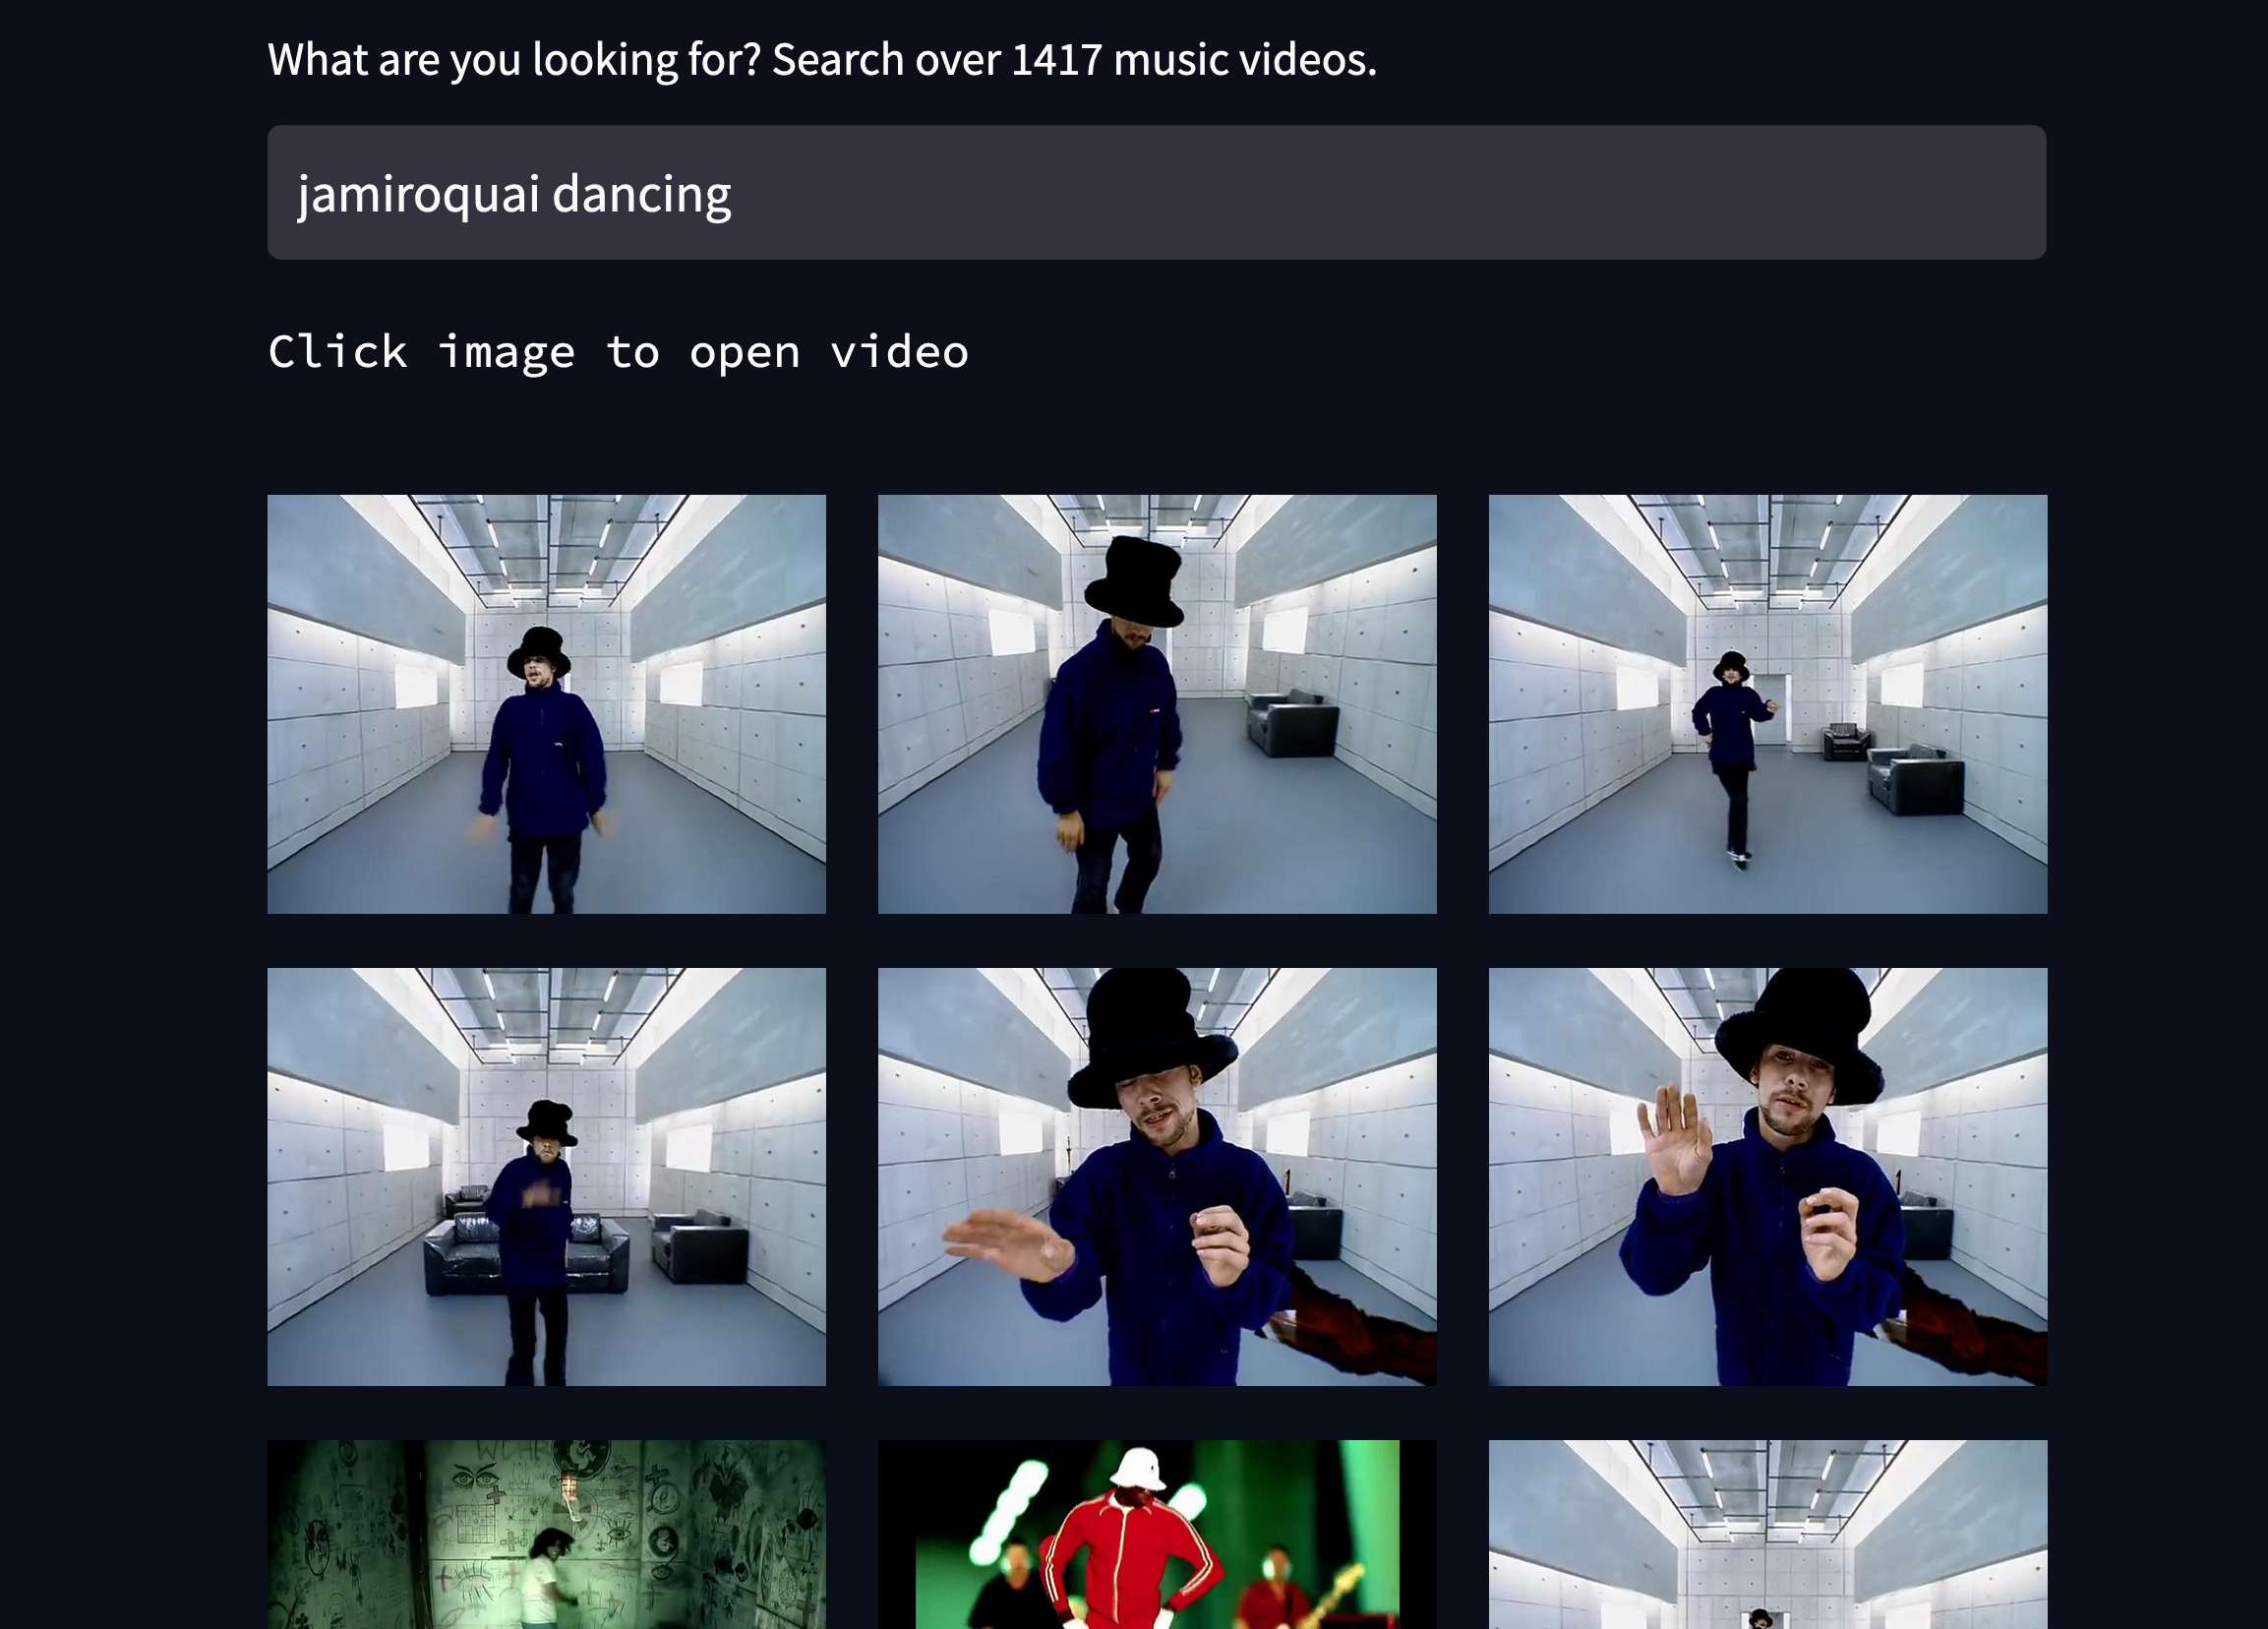 What are you looking for? Search over 1417 music videos.
jamiroquai dancing
Click image to open video